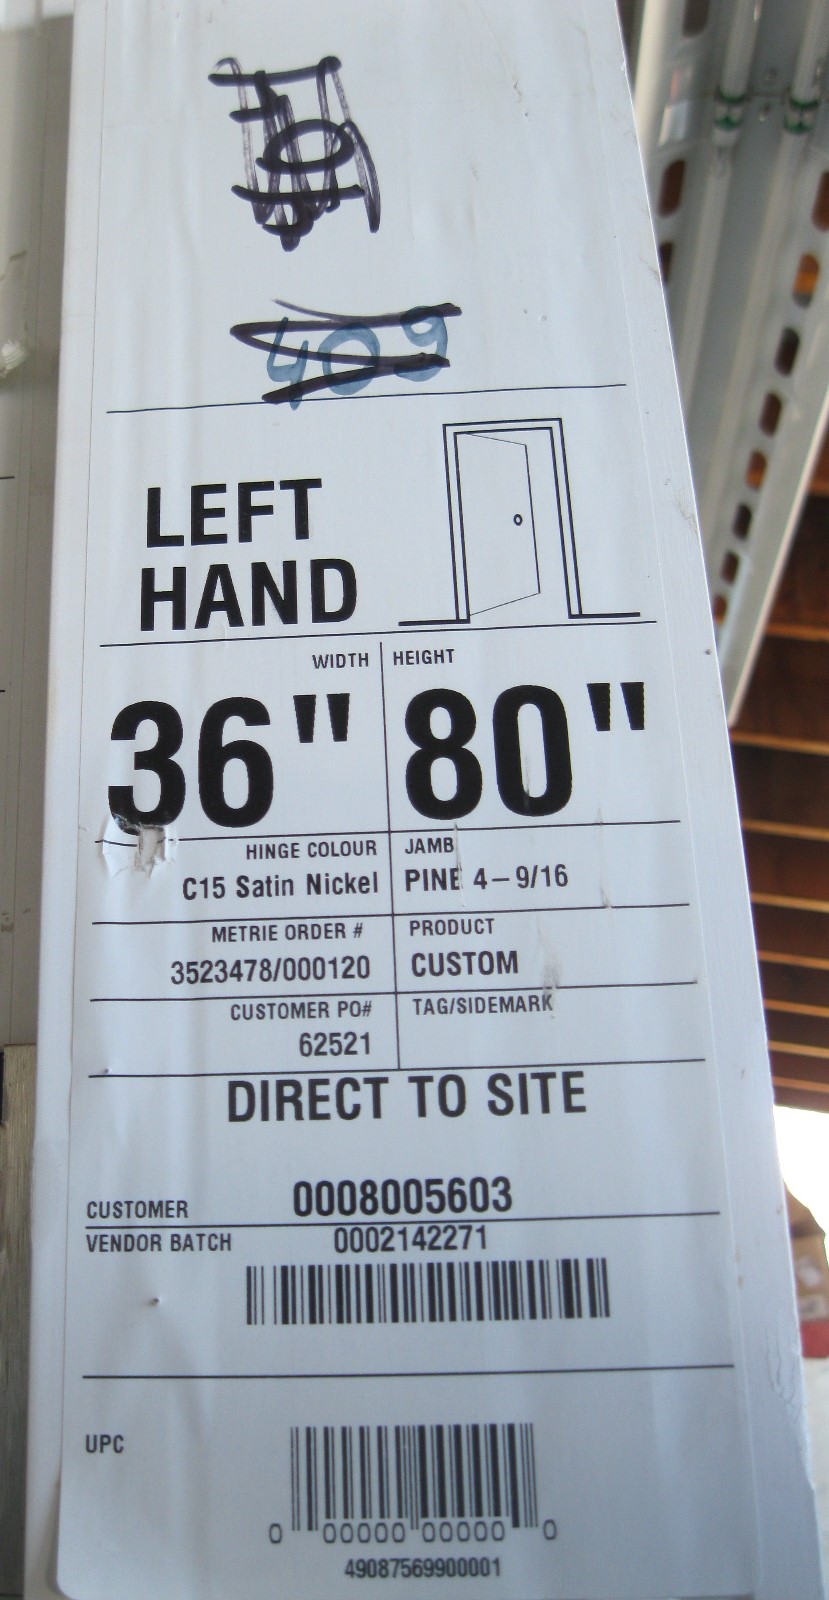 409
LEFT
HAND
WIDTH HEIGHT
36" 80"
HINGE COLOUR JAMB
C15 Satin Nickel PINE 4-9/16
METRIE ORDER # PRODUCT
3523478/000120 CUSTOM
CUSTOMER PO# TAG/SIDEMARK
62521
DIRECT TO SITE
CUSTOMER 0008005603
VENDOR BATCH 0002142271
UPC
0 00000 00000 0
49087569900001